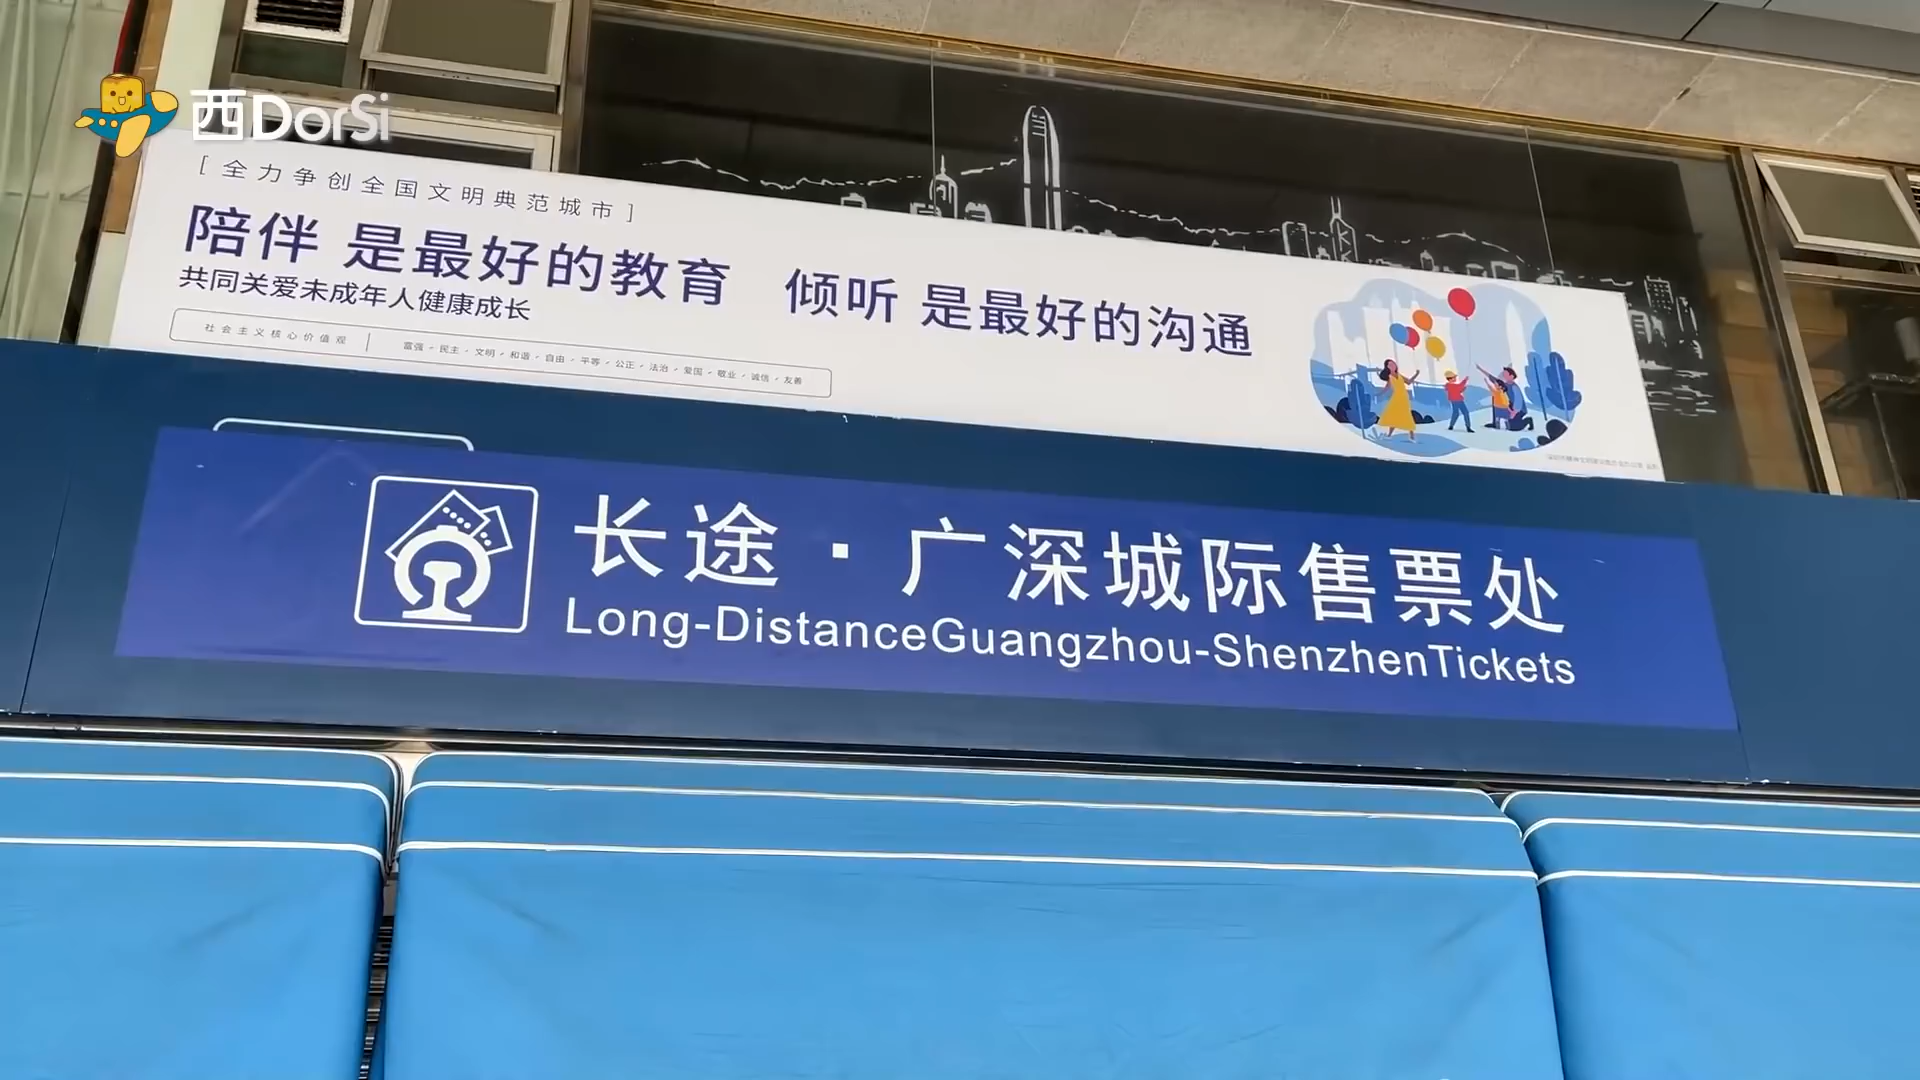 西DorSi
[全力争创全国文明典范城市]
陪伴 是最好的教育 倾听 是最好的沟通
共同关爱未成年人健康成长
社会主义核心价值观 | 富强 / 民主 / 文明 / 和谐 / 自由 / 平等 / 公正 / 法治 / 爱国 / 敬业 / 诚信 / 友善
长途·广深城际售票处
Long-DistanceGuangzhou-ShenzhenTickets